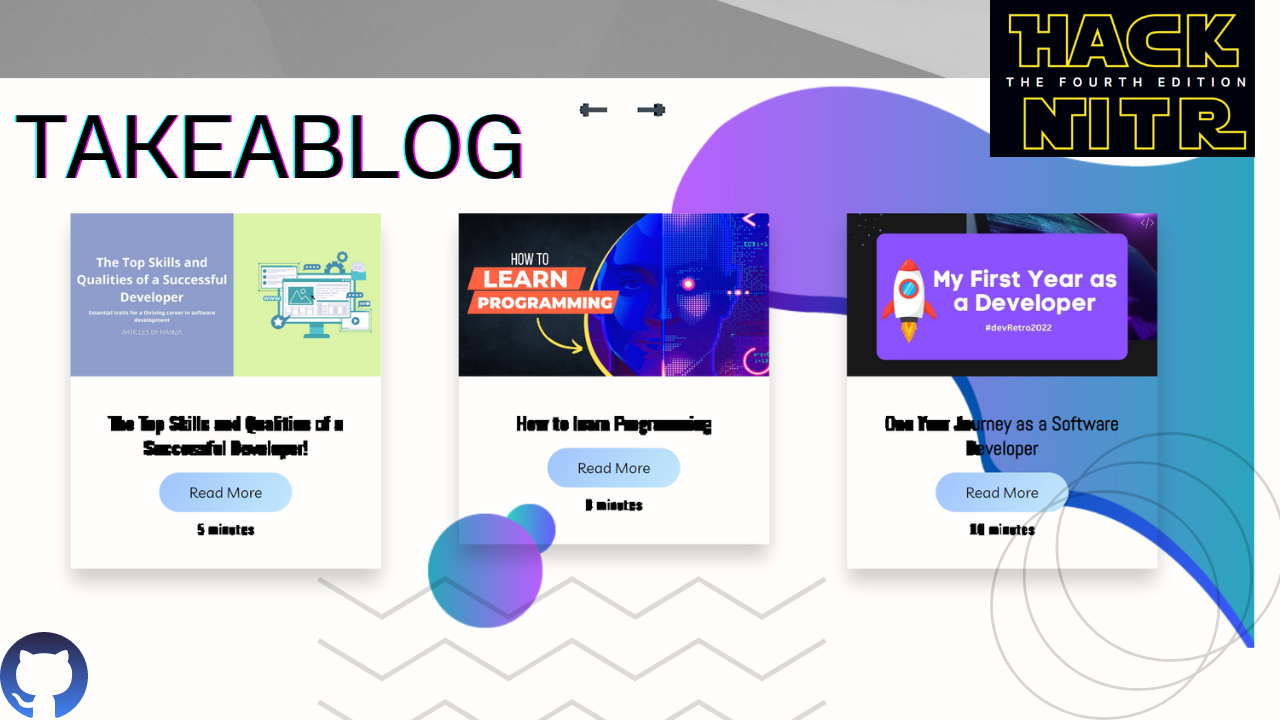 HACK
THE FOURTH EDITION
NITR
TAKEABLOG
The Top Skills and
Qualities of a Successful
Developer
Essential traits for a thriving career in software
development
ARTICLES BY HAMZA
HOW TO
LEARN
PROGRAMMING
My First Year as
a Developer
#devRetro2022
The Top Skills and Qualities of a
Successful Developer!
Read More
5 minutes
How to learn Programming
Read More
8 minutes
One Year Journey as a Software
Developer
Read More
10 minutes